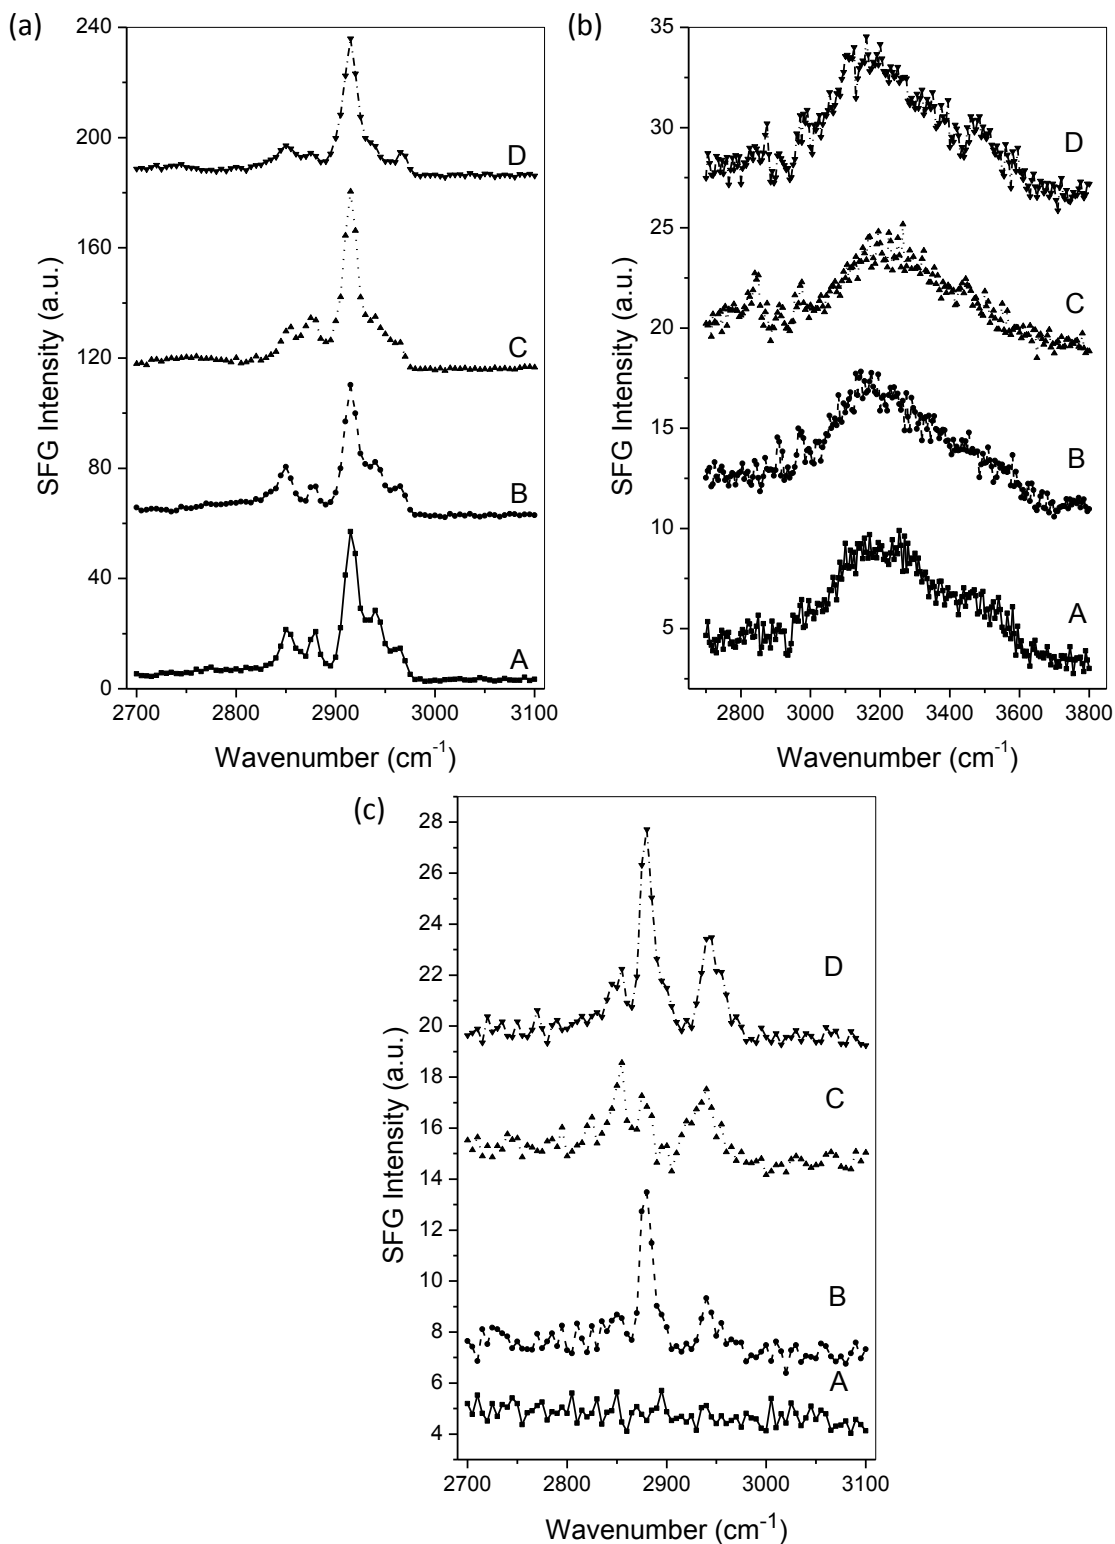 (a)
240
200
160
120
80
40
0
SFG Intensity (a.u.)
D
C
B
A
2700 2800 2900 3000 3100
Wavenumber (cm-1)
(b)
35
30
25
20
15
10
5
SFG Intensity (a.u.)
D
C
B
A
2800 3000 3200 3400 3600 3800
Wavenumber (cm-1)
(c)
28
26
24
22
20
18
16
14
12
10
8
6
4
SFG Intensity (a.u.)
D
C
B
A
2700 2800 2900 3000 3100
Wavenumber (cm-1)